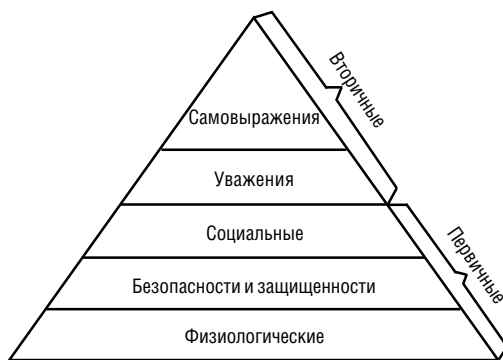 Самовыражения
Уважения
Социальные
Безопасности и защищенности
Физиологические
Вторичные
Первичные